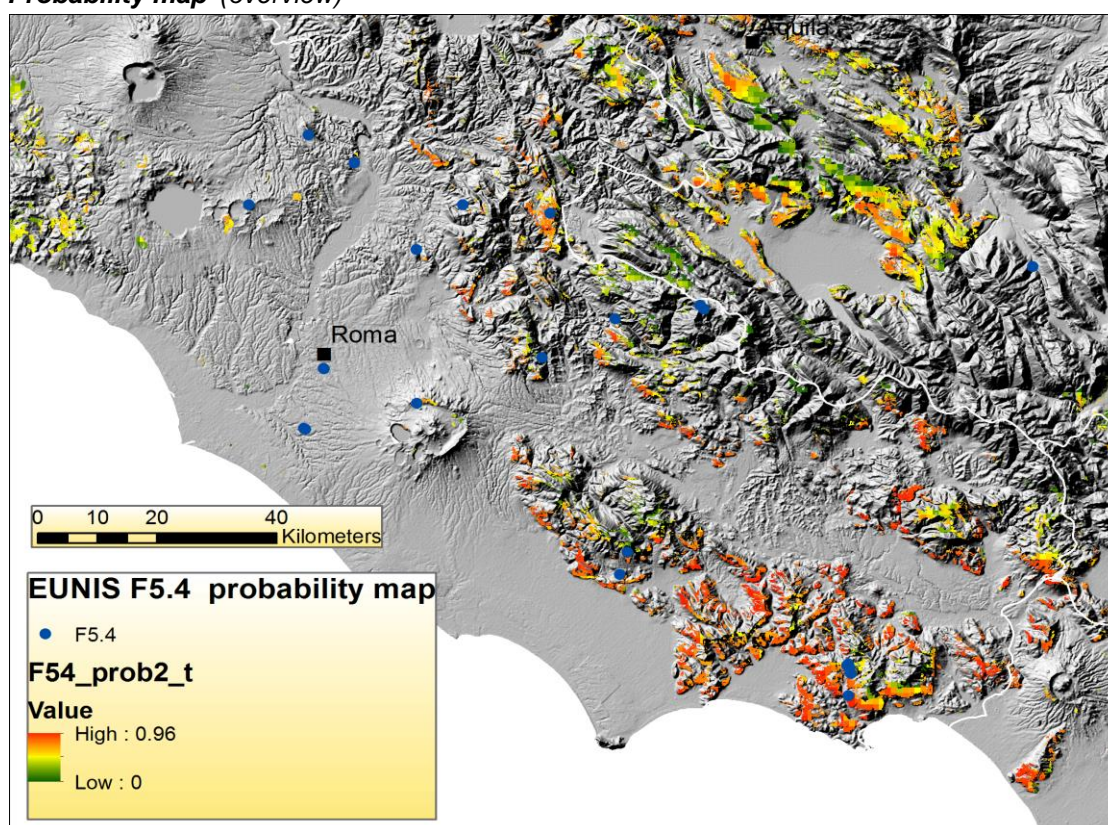 Probability map (overview)
Aquila
Roma
0 10 20 40
Kilometers
EUNIS F5.4 probability map
F5.4
F54_prob2_t
Value
High : 0.96
Low : 0